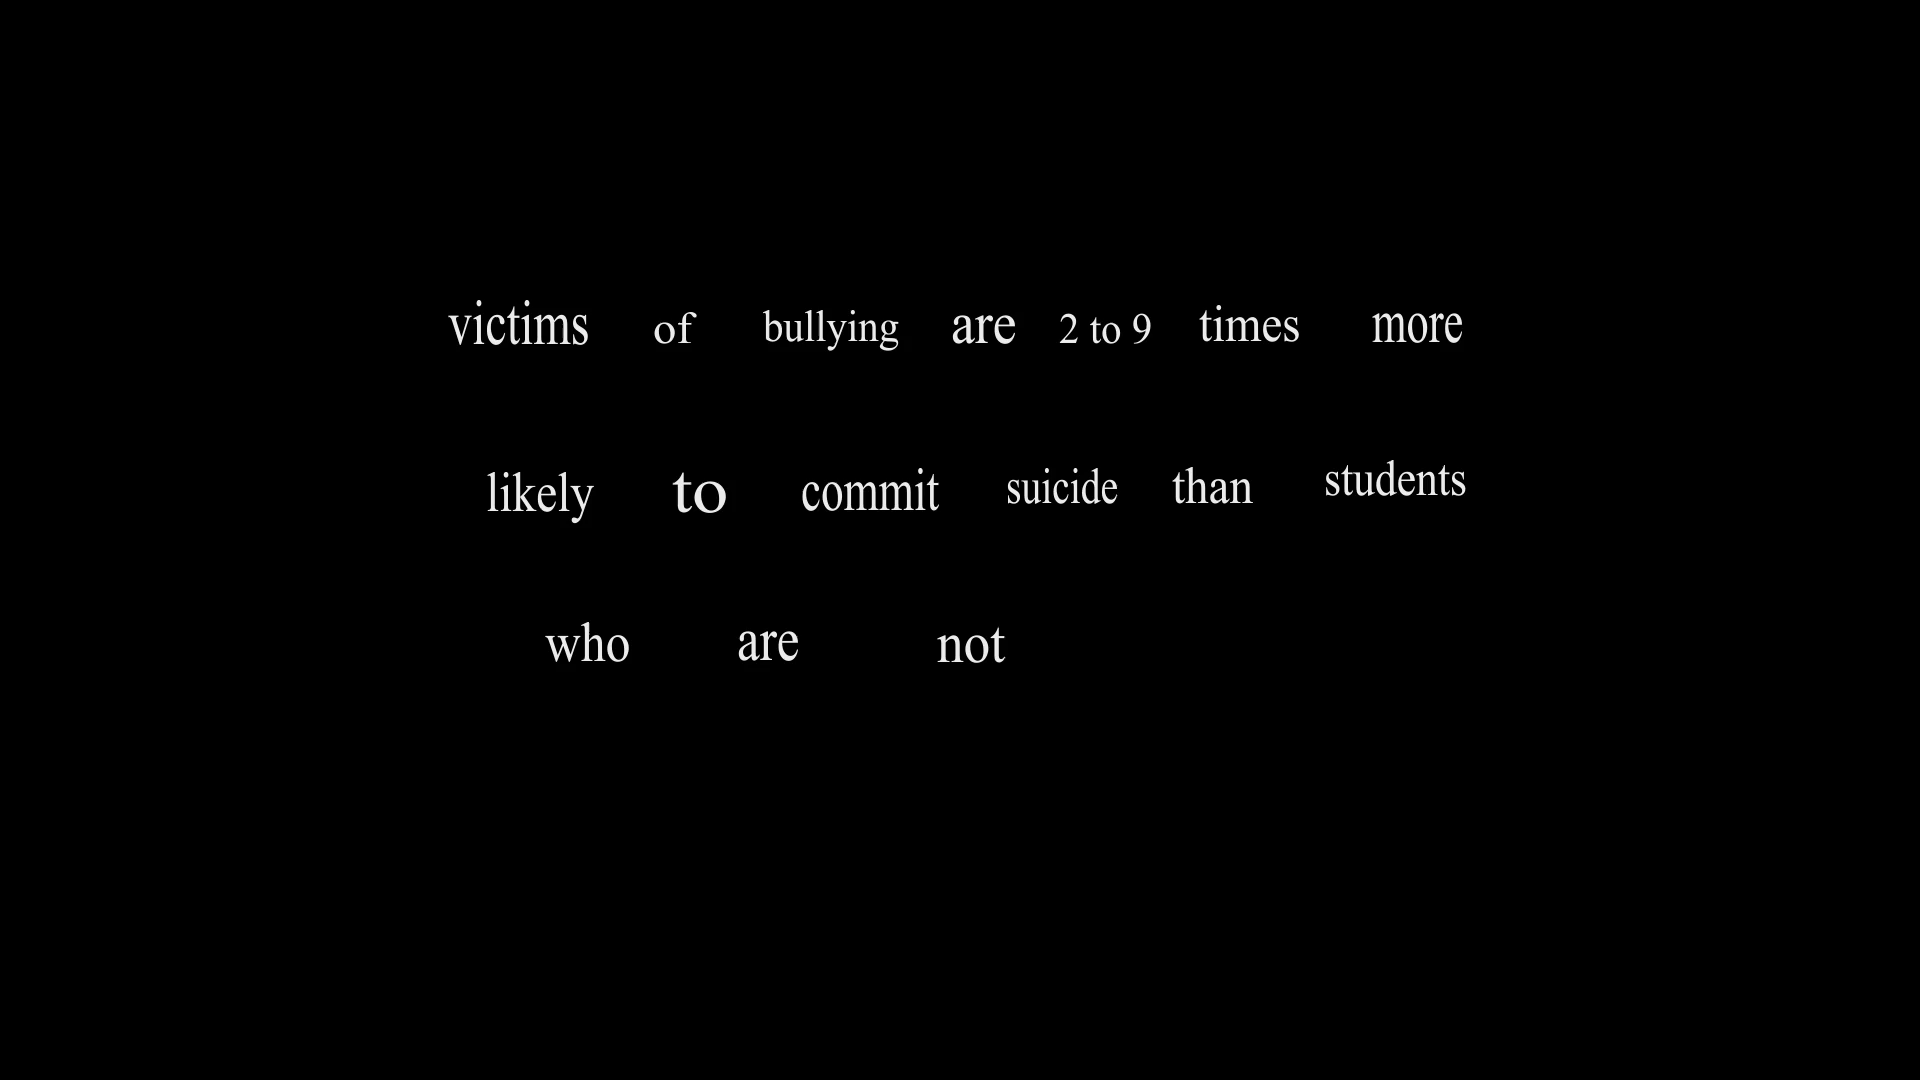 victims of bullying are 2 to 9 times more
likely to commit suicide than students
who are not